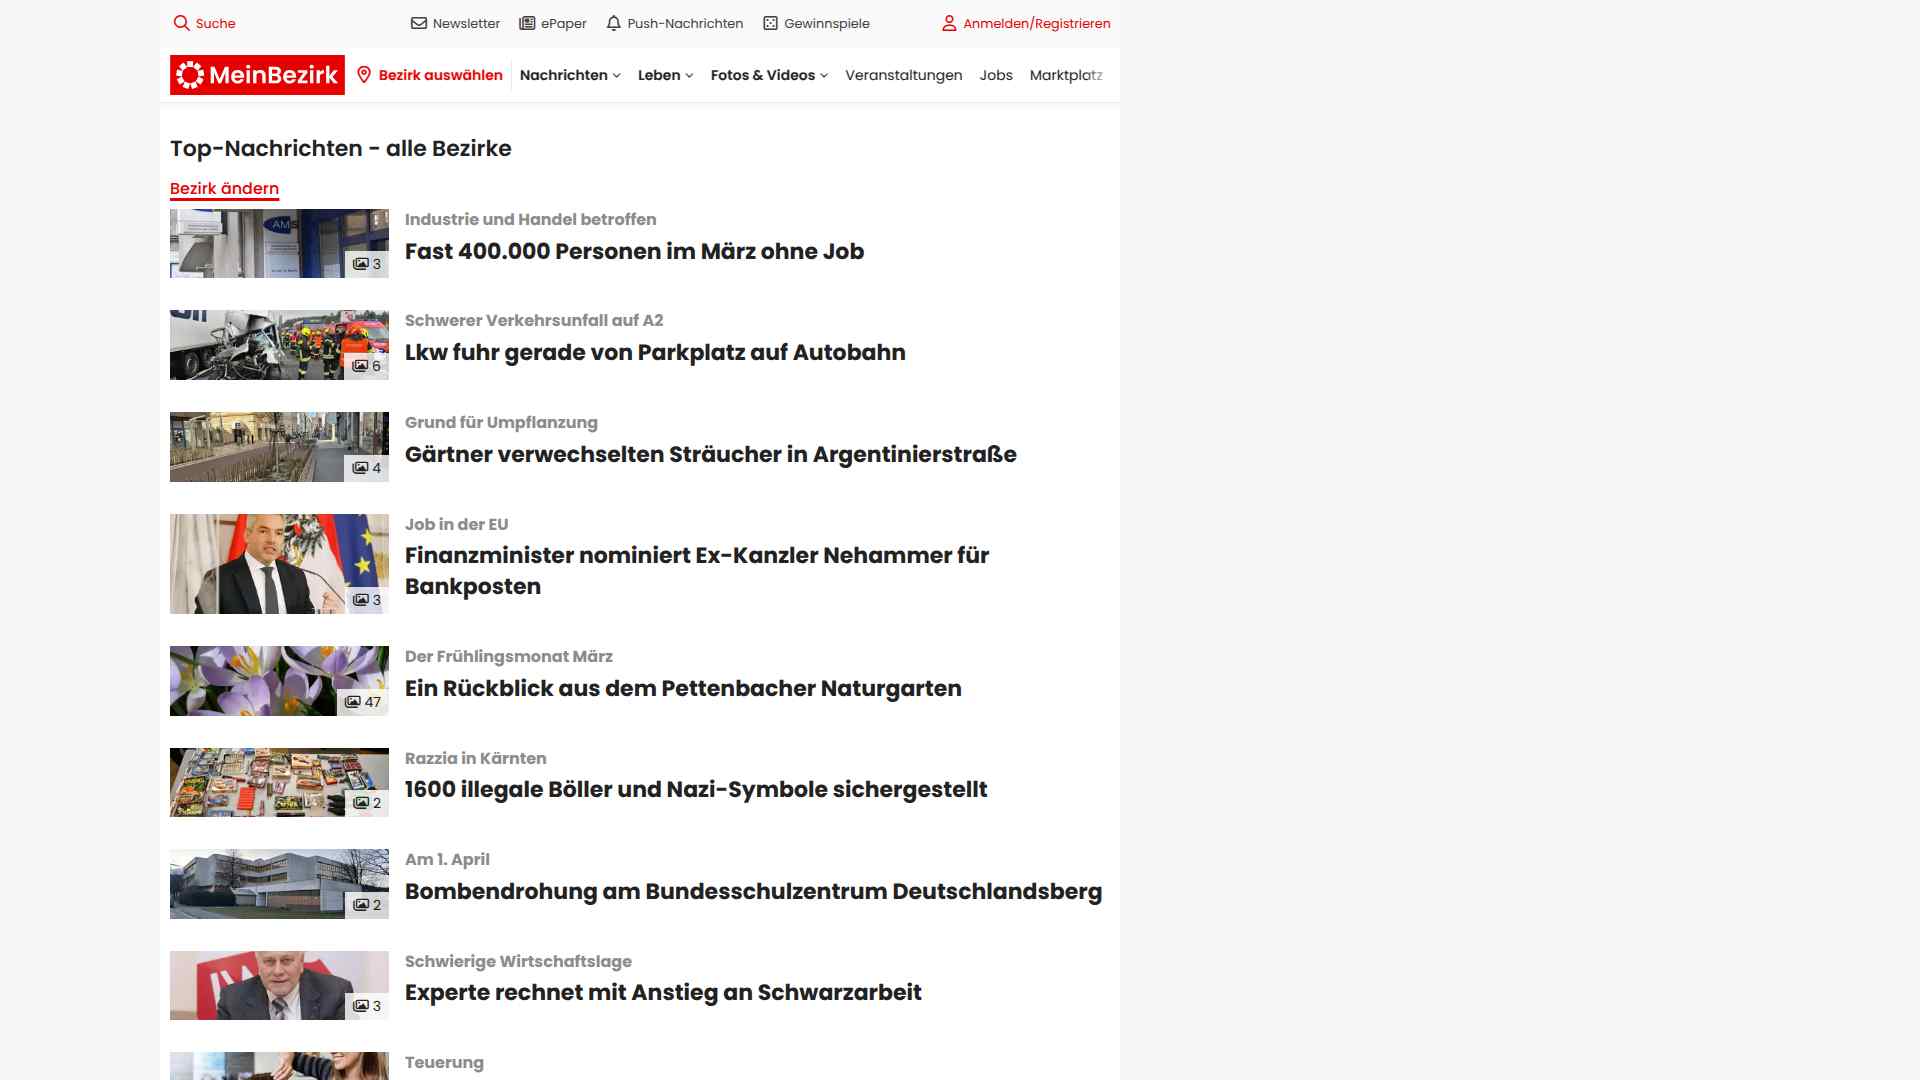 Suche
Newsletter
ePaper
Push-Nachrichten
Gewinnspiele
Anmelden/Registrieren
MeinBezirk
Bezirk auswählen
Nachrichten
Leben
Fotos & Videos
Veranstaltungen
Jobs
Marktplatz
Top-Nachrichten - alle Bezirke
Bezirk ändern
AMS
3
Industrie und Handel betroffen
Fast 400.000 Personen im März ohne Job
6
Schwerer Verkehrsunfall auf A2
Lkw fuhr gerade von Parkplatz auf Autobahn
4
Grund für Umpflanzung
Gärtner verwechselten Sträucher in Argentinierstraße
3
Job in der EU
Finanzminister nominiert Ex-Kanzler Nehammer für
Bankposten
47
Der Frühlingsmonat März
Ein Rückblick aus dem Pettenbacher Naturgarten
2
Razzia in Kärnten
1600 illegale Böller und Nazi-Symbole sichergestellt
2
Am 1. April
Bombendrohung am Bundesschulzentrum Deutschlandsberg
3
Schwierige Wirtschaftslage
Experte rechnet mit Anstieg an Schwarzarbeit
Teuerung